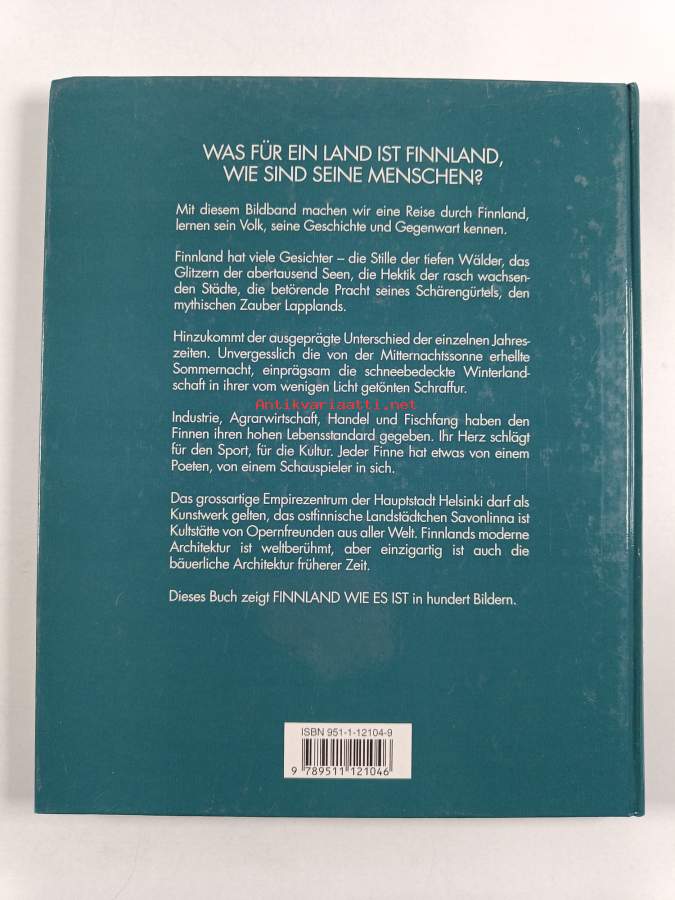 WAS FÜR EIN LAND IST FINNLAND,
WIE SIND SEINE MENSCHEN?
Mit diesem Bildband machen wir eine Reise durch Finnland,
lernen sein Volk, seine Geschichte und Gegenwart kennen.
Finnland hat viele Gesichter – die Stille der tiefen Wälder, das
Glitzern der abertausend Seen, die Hektik der rasch wachsen-
den Städte, die betörende Pracht seines Schärengürtels, den
mythischen Zauber Lapplands.
Hinzukommt der ausgeprägte Unterschied der einzelnen Jahres-
zeiten. Unvergesslich die von der Mitternachtssonne erhellte
Sommernacht, einprägsam die schneebedeckte Winterland-
schaft in ihrer vom wenigen Licht getönten Schraffur.
Antikvariaatti.net
Industrie, Agrarwirtschaft, Handel und Fischfang haben den
Finnen ihren hohen Lebensstandard gegeben. Ihr Herz schlägt
für den Sport, für die Kultur. Jeder Finne hat etwas von einem
Poeten, von einem Schauspieler in sich.
Das grossartige Empirezentrum der Hauptstadt Helsinki darf als
Kunstwerk gelten, das ostfinnische Landstädtchen Savonlinna ist
Kultstätte von Opernfreunden aus aller Welt. Finnlands moderne
Architektur ist weltberühmt, aber einzigartig ist auch die
bäuerliche Architektur früherer Zeit.
Dieses Buch zeigt FINNLAND WIE ES IST in hundert Bildern.
ISBN 951-1-12104-9
9 789511 121046